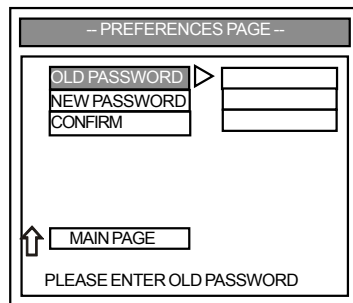 -- PREFERENCES PAGE --
OLD PASSWORD
NEW PASSWORD
CONFIRM
MAIN PAGE
PLEASE ENTER OLD PASSWORD